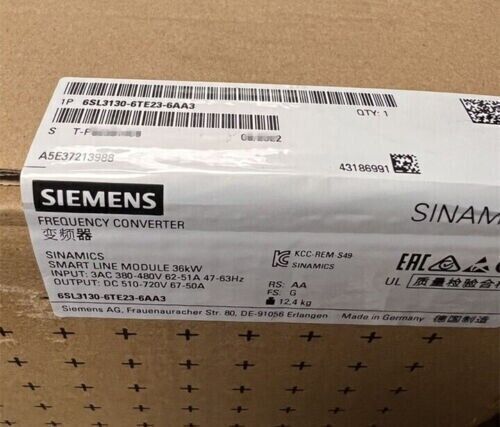 1P 6SL3130-6TE23-6AA3
QTY: 1
S T-F
A5E37213988
43186991
SIEMENS
SINAM
FREQUENCY CONVERTER
变频器
SINAMICS
SMART LINE MODULE 36kW
INPUT: 3AC 380-480V 62-51A 47-63Hz
OUTPUT: DC 510-720V 67-50A
6SL3130-6TE23-6AA3
KCC-REM-S49
SINAMICS
RS: AA
FS: G
12,4 kg
EAC
UL 质量检验合格
Siemens AG, Frauenauracher Str. 80, DE-91056 Erlangen
Made in Germany 德国制造